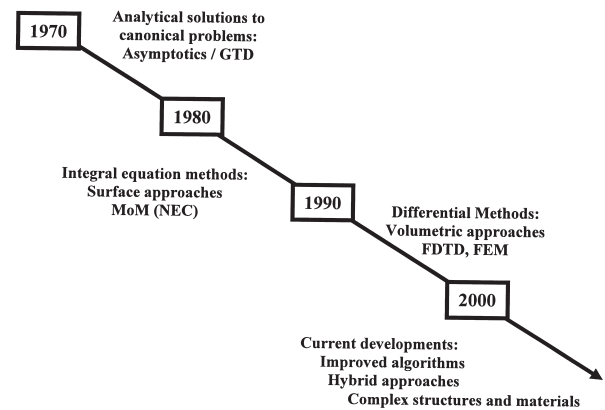 1970
Analytical solutions to
canonical problems:
Asymptotics / GTD
1980
Integral equation methods:
Surface approaches
MoM (NEC)
1990
Differential Methods:
Volumetric approaches
FDTD, FEM
2000
Current developments:
Improved algorithms
Hybrid approaches
Complex structures and materials